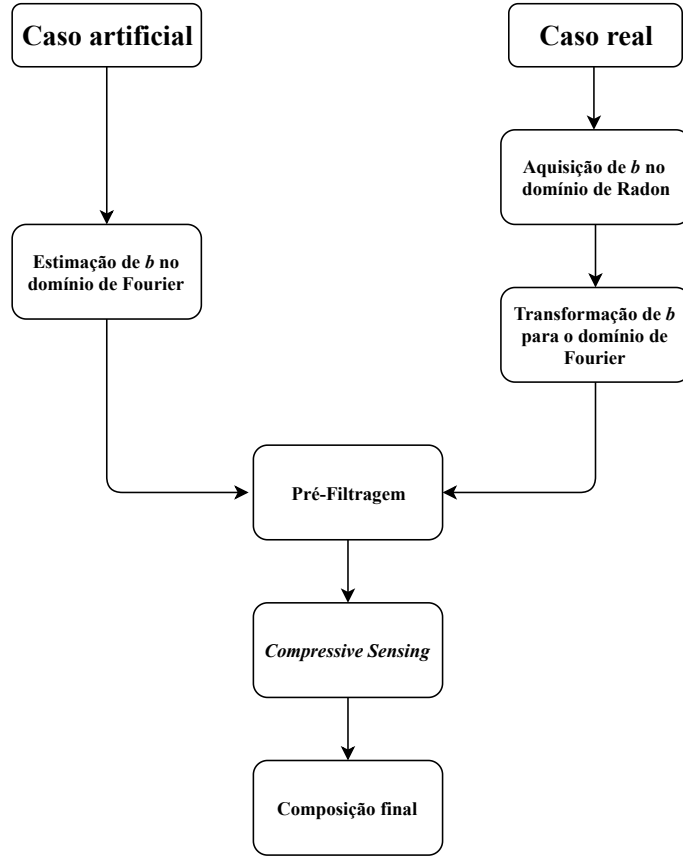 Caso artificial
Caso real
Aquisição de b no
domínio de Radon
Estimação de b no
domínio de Fourier
Transformação de b
para o domínio de
Fourier
Pré-Filtragem
Compressive Sensing
Composição final